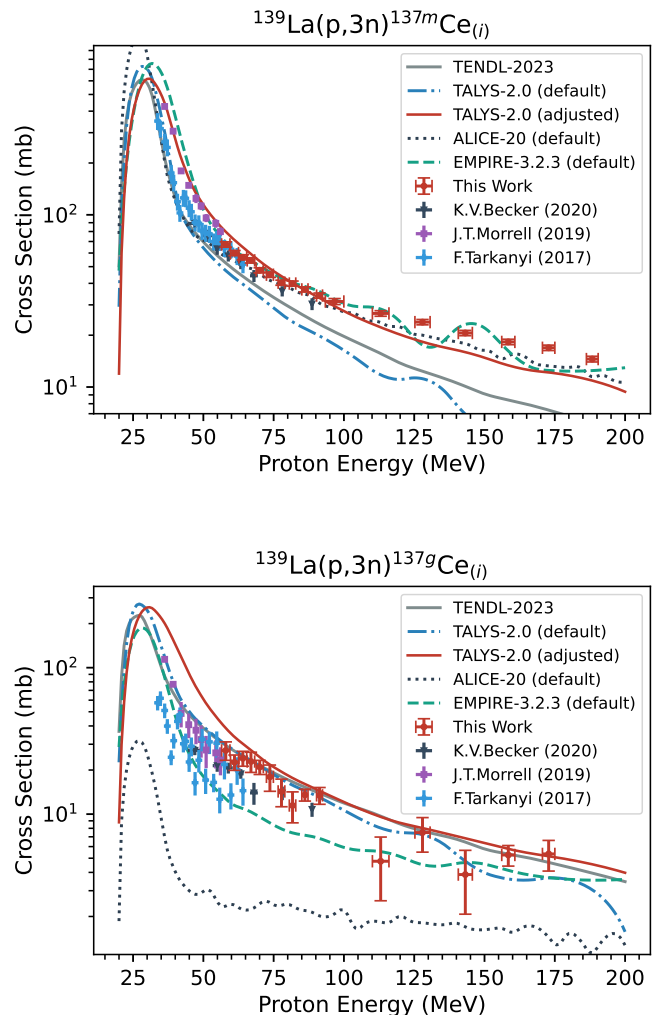 ¹³⁹La(p,3n)¹³⁷ᵐCe₍ᵢ₎
TENDL-2023
TALYS-2.0 (default)
TALYS-2.0 (adjusted)
ALICE-20 (default)
EMPIRE-3.2.3 (default)
This Work
K.V.Becker (2020)
J.T.Morrell (2019)
F.Tarkanyi (2017)
Cross Section (mb)
10²
10¹
25 50 75 100 125 150 175 200
Proton Energy (MeV)
¹³⁹La(p,3n)¹³⁷ᵍCe₍ᵢ₎
TENDL-2023
TALYS-2.0 (default)
TALYS-2.0 (adjusted)
ALICE-20 (default)
EMPIRE-3.2.3 (default)
This Work
K.V.Becker (2020)
J.T.Morrell (2019)
F.Tarkanyi (2017)
Cross Section (mb)
10²
10¹
25 50 75 100 125 150 175 200
Proton Energy (MeV)